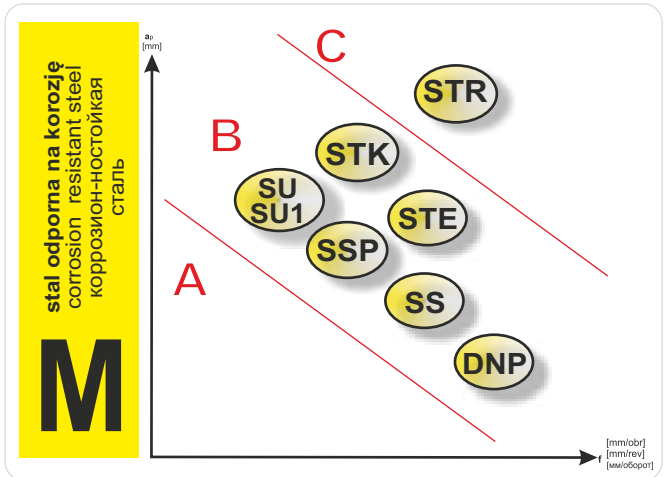 stal odporna na korozję
corrosion resistant steel
коррозион-ностойкая
сталь
M
ap
[mm]
C
STR
B
STK
SU
SU1
STE
SSP
A
SS
DNP
f
[mm/obr]
[mm/rev]
[мм/оборот]